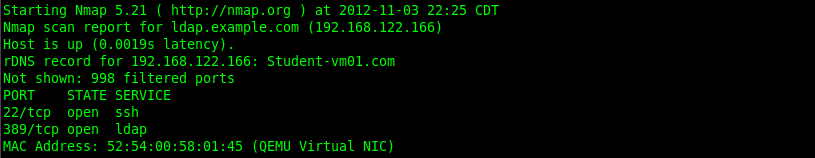 Starting Nmap 5.21 ( http://nmap.org ) at 2012-11-03 22:25 CDT
Nmap scan report for ldap.example.com (192.168.122.166)
Host is up (0.0019s latency).
rDNS record for 192.168.122.166: Student-vm01.com
Not shown: 998 filtered ports
PORT    STATE SERVICE
22/tcp  open  ssh
389/tcp open  ldap
MAC Address: 52:54:00:58:01:45 (QEMU Virtual NIC)